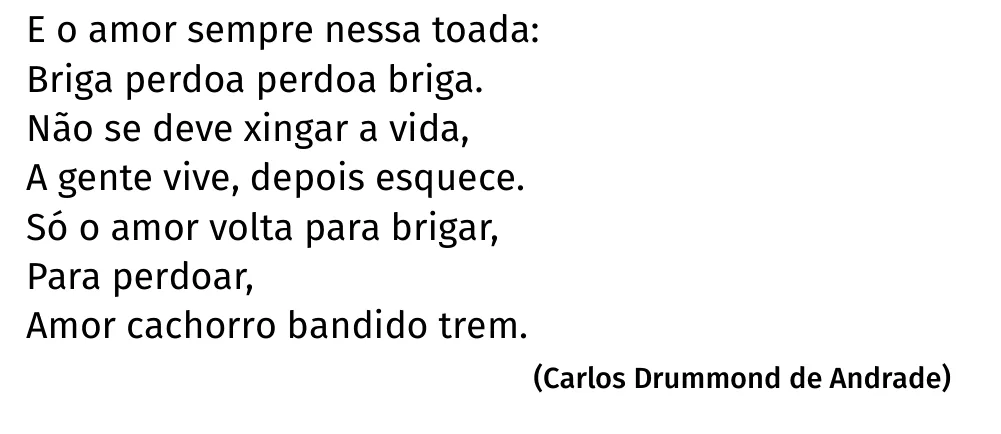 E o amor sempre nessa toada:
Briga perdoa perdoa briga.
Não se deve xingar a vida,
A gente vive, depois esquece.
Só o amor volta para brigar,
Para perdoar,
Amor cachorro bandido trem.
(Carlos Drummond de Andrade)